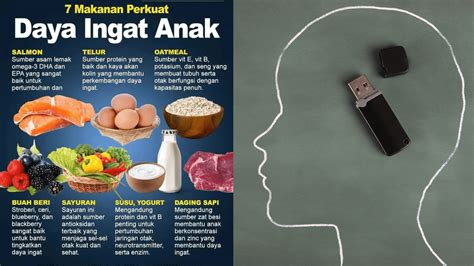 7 Makanan Perkuat
Daya Ingat Anak
SALMON
Sumber asam lemak
omega-3 DHA dan
EPA yang sangat
baik untuk
pertumbuhan dan
TELUR
Sumber protein yang
baik dan kaya akan
kolin yang membantu
perkembangan daya
ingat.
OATMEAL
Sumber vit E, vit B,
potasium, dan seng yang
membuat tubuh serta
otak berfungsi dengan
kapasitas penuh.
BUAH BERI
Stroberi, ceri,
blueberry, dan
blackberry
sangat baik
untuk bantu
tingkatkan
daya ingat
SAYURAN
Sayuran ini
adalah sumber
antioksidan
terbaik yang
menjaga sel-sel
otak kuat dan
sehat.
SUSU, YOGURT
Mengandung
protein dan vit B
penting untuk
pertumbuhan
jaringan otak,
neurotransmitter,
serta enzim.
DAGING SAPI
Mengandung
sumber zat besi
membantu anak
berkonsentrasi
dan zinc yang
membantu daya
ingat.